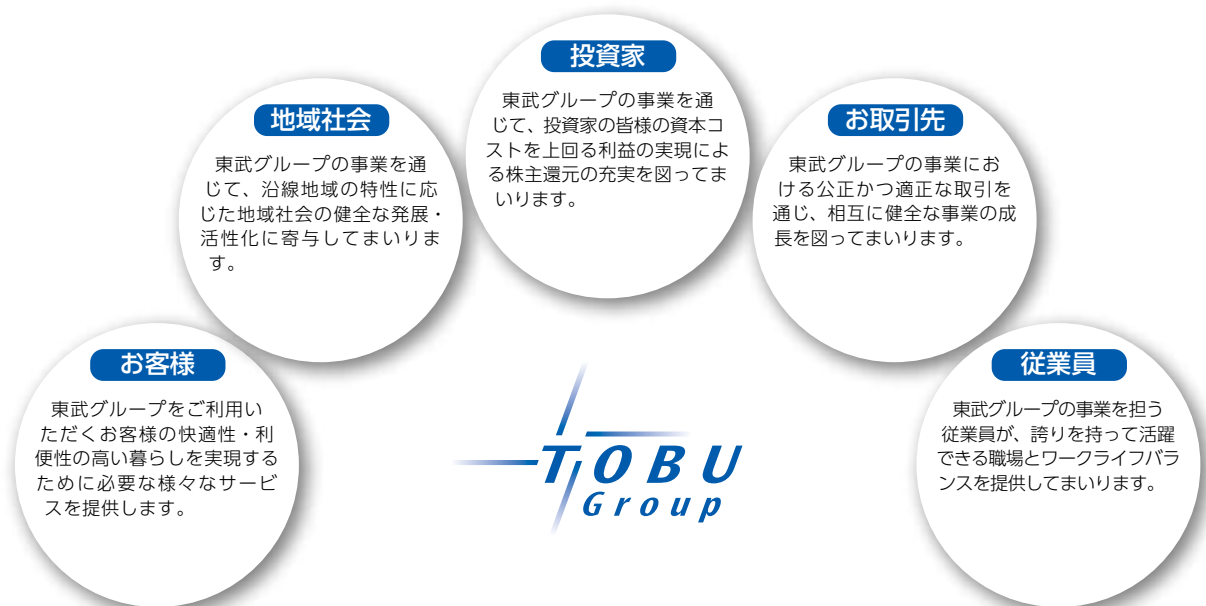 投資家
東武グループの事業を通
じて、投資家の皆様の資本コ
ストを上回る利益の実現によ
る株主還元の充実を図ってま
いります。
地域社会
東武グループの事業を通
じて、沿線地域の特性に応
じた地域社会の健全な発展・
活性化に寄与してまいりま
す。
お取引先
東武グループの事業にお
ける公正かつ適正な取引を
通じ、相互に健全な事業の成
長を図ってまいります。
お客様
東武グループをご利用い
ただくお客様の快適性・利
便性の高い暮らしを実現する
ために必要な様々なサービ
スを提供します。
従業員
東武グループの事業を担う
従業員が、誇りを持って活躍
できる職場とワークライフバラ
ンスを提供してまいります。
TOBU
Group